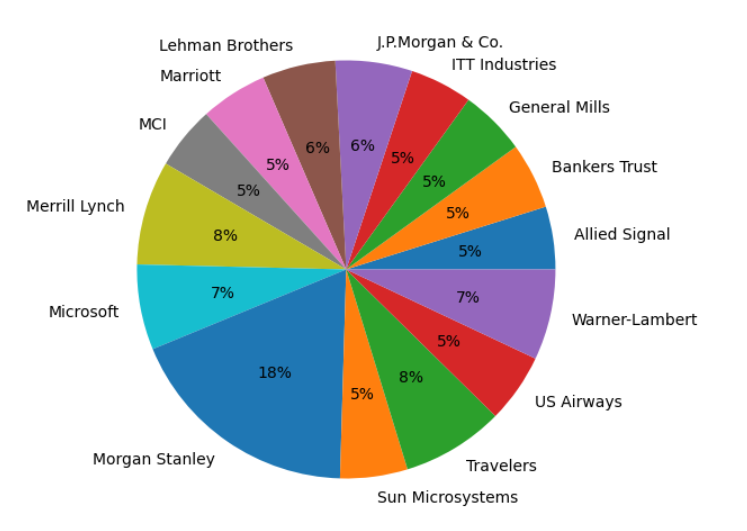 J.P.Morgan & Co.
Lehman Brothers
ITT Industries
Marriott
General Mills
MCI
6%
6%
5%
5%
Bankers Trust
5%
5%
Merrill Lynch
5%
8%
Allied Signal
5%
7%
7%
Microsoft
Warner-Lambert
5%
18%
8%
5%
US Airways
Morgan Stanley
Travelers
Sun Microsystems